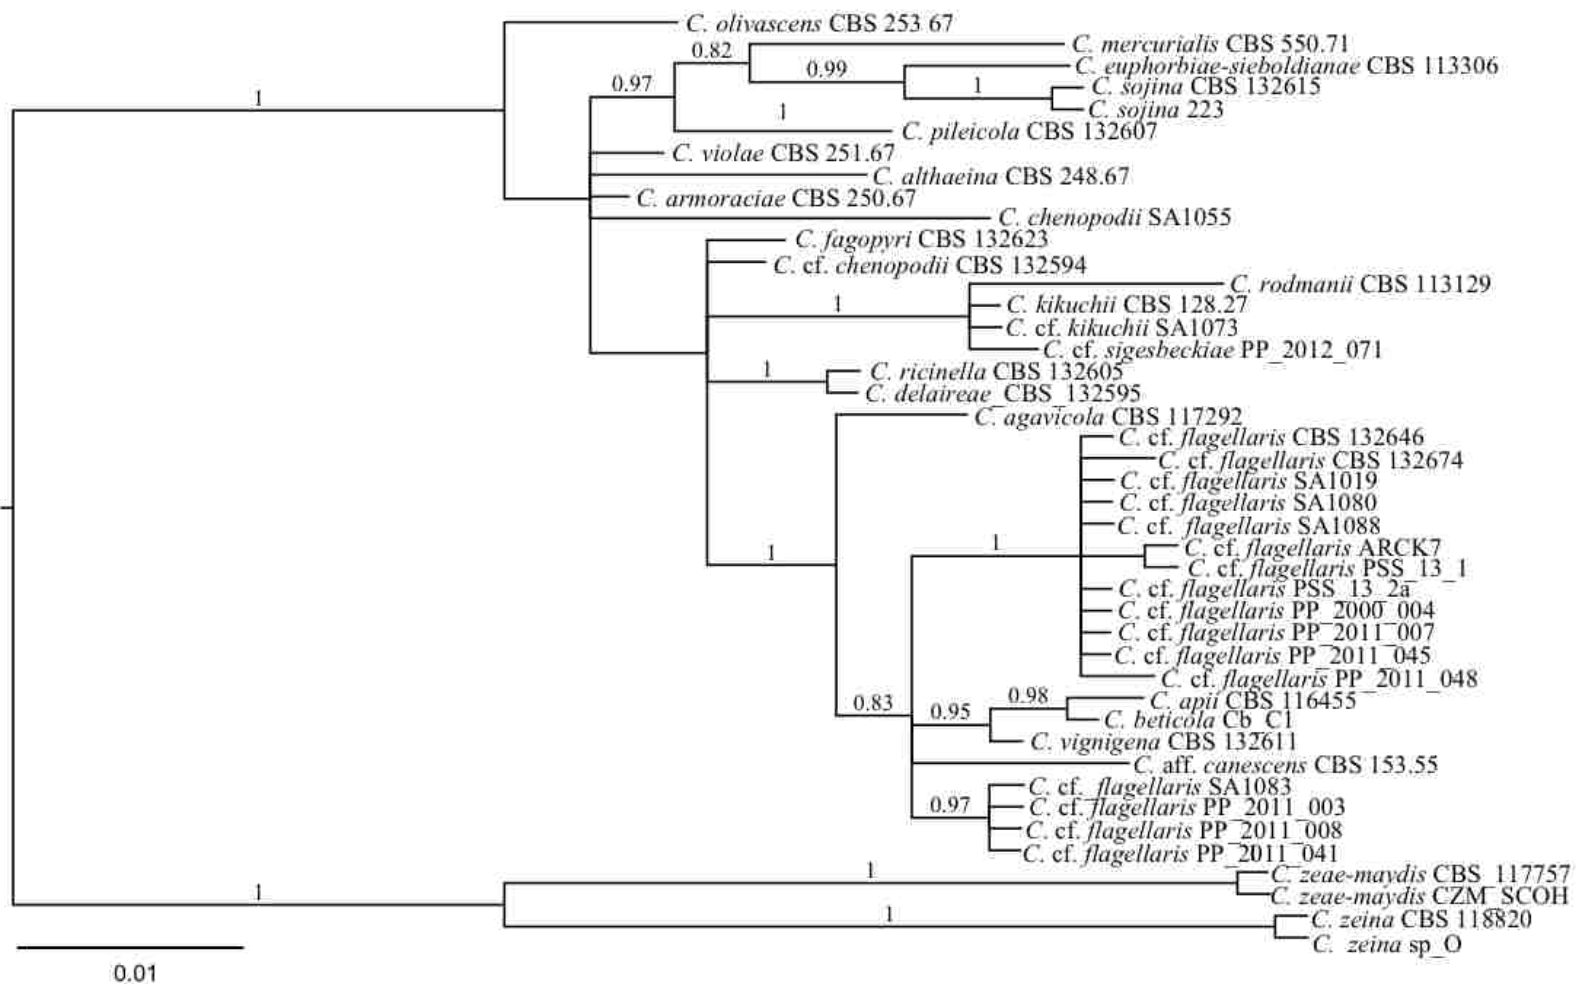 C. olivascens CBS 253 67
0.82
C. mercurialis CBS 550.71
0.99
C. euphorbiae-sieboldianae CBS 113306
0.97
1
C. sojina CBS 132615
1
C. sojina 223
1
C. pileicola CBS 132607
C. violae CBS 251.67
C. althaeina CBS 248.67
C. armoraciae CBS 250.67
C. chenopodii SA1055
C. fagopyri CBS 132623
C. cf. chenopodii CBS 132594
C. rodmanii CBS 113129
1
C. kikuchii CBS 128.27
C. cf. kikuchii SA1073
C. cf. sigesbeckiae PP_2012_071
1
C. ricinella CBS 132605
C. delaireae_CBS_132595
C. agavicola CBS 117292
C. cf. flagellaris CBS 132646
C. cf. flagellaris CBS 132674
C. cf. flagellaris SA1019
C. cf. flagellaris SA1080
C. cf. flagellaris SA1088
1
C. cf. flagellaris ARCK7
1
C. cf. flagellaris PSS_13_1
C. cf. flagellaris PSS_13_2a
C. cf. flagellaris PP_2000_004
C. cf. flagellaris PP_2011_007
C. cf. flagellaris PP_2011_045
C. cf. flagellaris PP_2011_048
0.83
0.95
0.98
C. apii CBS 116455
C. beticola Cb_C1
C. vignigena CBS 132611
C. aff. canescens CBS 153.55
C. cf. flagellaris SA1083
0.97
C. cf. flagellaris PP_2011_003
C. cf. flagellaris PP_2011_008
C. cf. flagellaris PP_2011_041
1
C. zeae-maydis CBS_117757
1
C. zeae-maydis CZM_SCOH
1
C. zeina CBS 118820
C. zeina sp_O
0.01